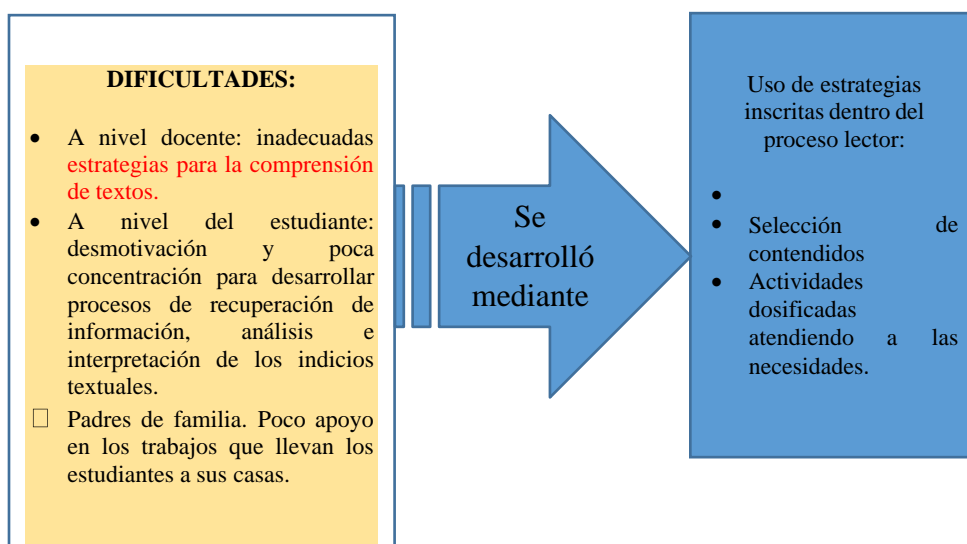 DIFICULTADES:
• A nivel docente: inadecuadas
estrategias para la comprensión
de textos.
• A nivel del estudiante:
desmotivación y poca
concentración para desarrollar
procesos de recuperación de
información, análisis e
interpretación de los indicios
textuales.
□ Padres de familia. Poco apoyo
en los trabajos que llevan los
estudiantes a sus casas.
Se
desarrolló
mediante
Uso de estrategias
inscritas dentro del
proceso lector:
•
• Selección de
contendidos
• Actividades
dosificadas
atendiendo a las
necesidades.